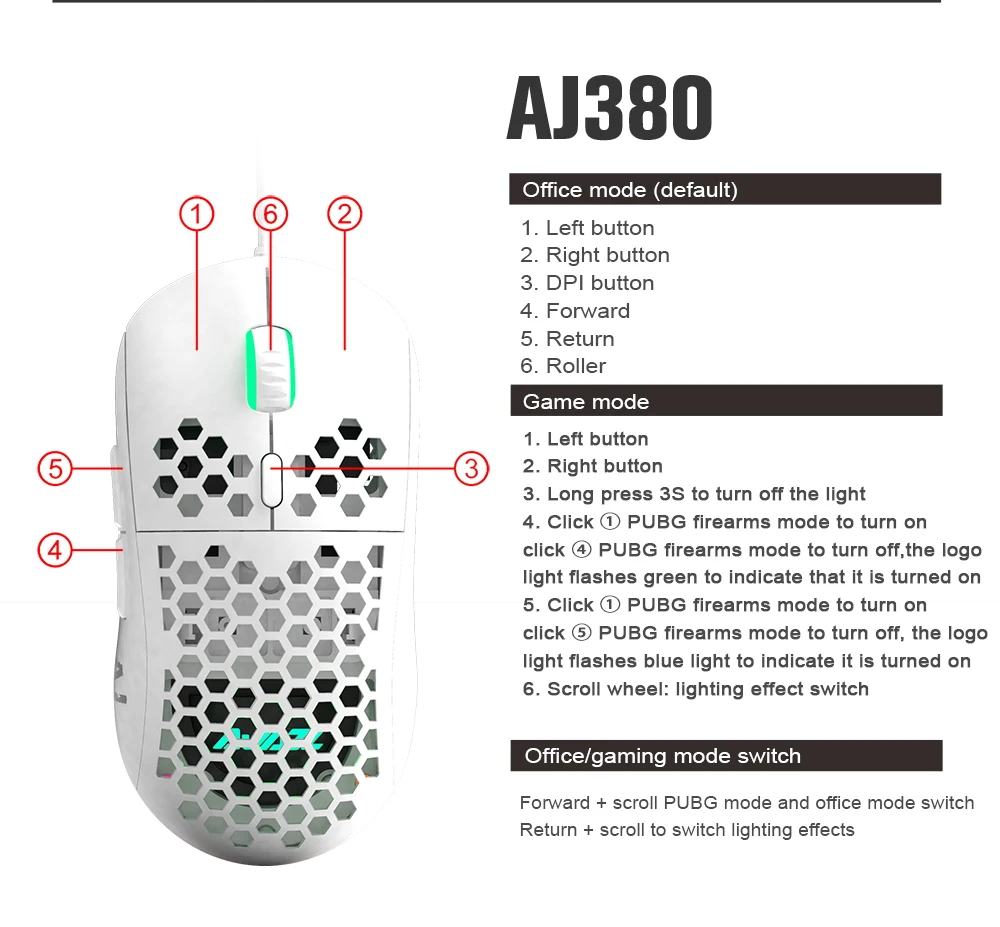 AJ380
Office mode (default)
1. Left button
2. Right button
3. DPI button
4. Forward
5. Return
6. Roller
Game mode
1. Left button
2. Right button
3. Long press 3S to turn off the light
4. Click ① PUBG firearms mode to turn on
click ④ PUBG firearms mode to turn off,the logo
light flashes green to indicate that it is turned on
5. Click ① PUBG firearms mode to turn on
click ⑤ PUBG firearms mode to turn off, the logo
light flashes blue light to indicate it is turned on
6. Scroll wheel: lighting effect switch
Office/gaming mode switch
Forward + scroll PUBG mode and office mode switch
Return + scroll to switch lighting effects
① ⑥ ②
⑤ ③
④